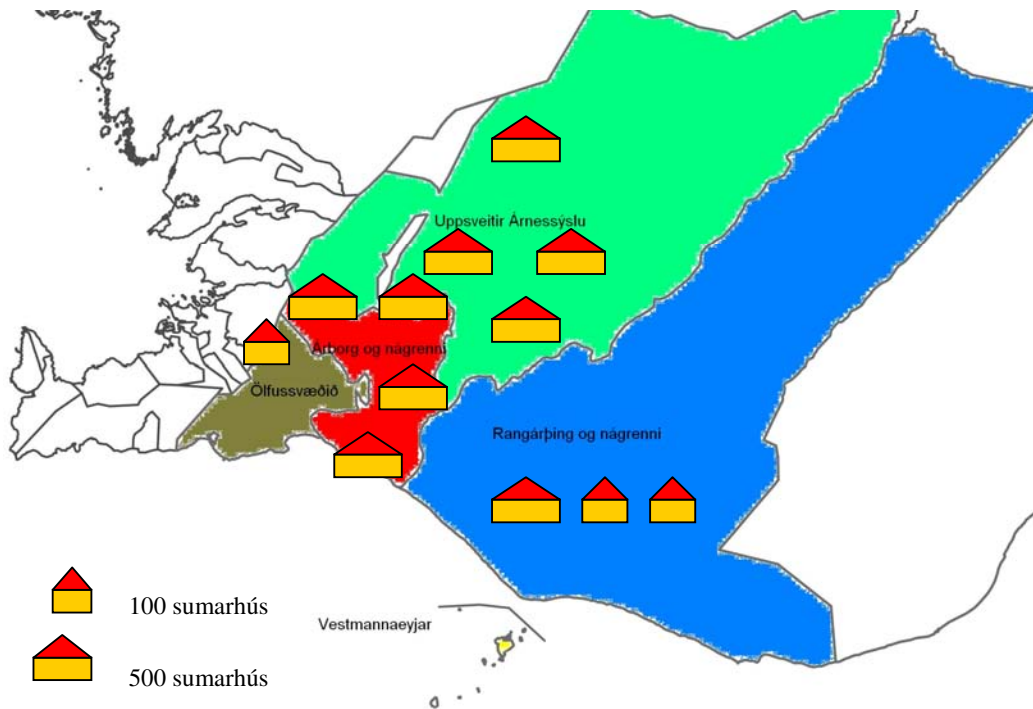 Uppsveitir Árnessýslu
Árborg og nágrenni
Ölfussvæðið
Rangárþing og nágrenni
Vestmannaeyjar
100 sumarhús
500 sumarhús